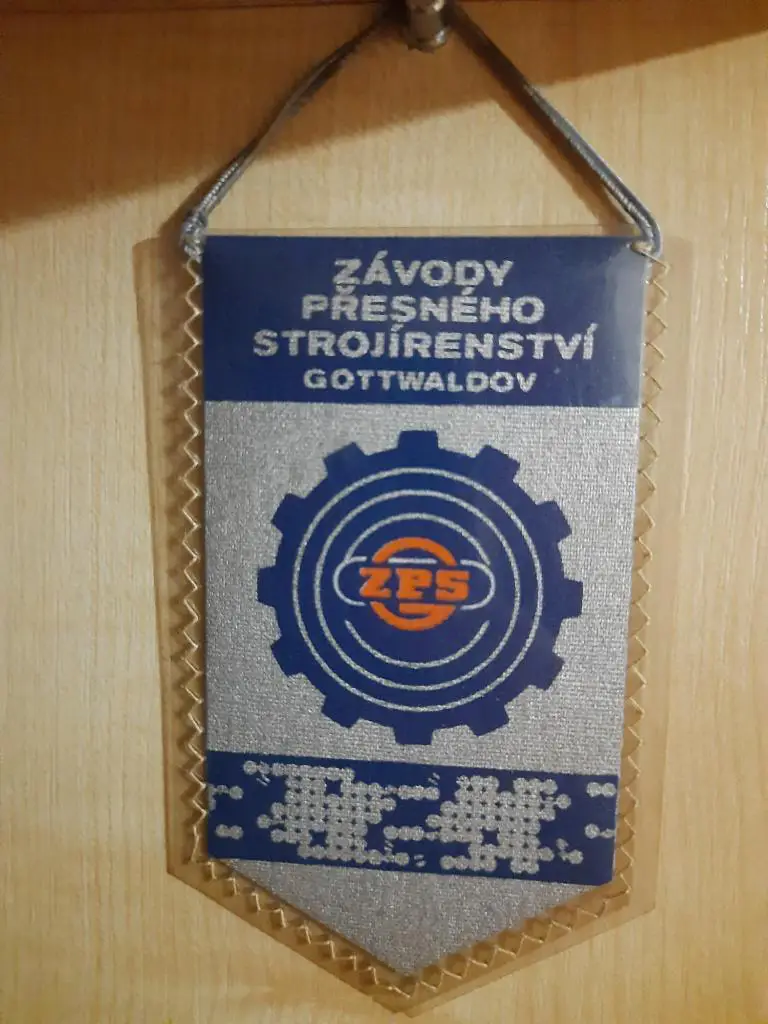 ZÁVODY
PŘESNÉHO
STROJÍRENSTVÍ
GOTTWALDOV
ZPS